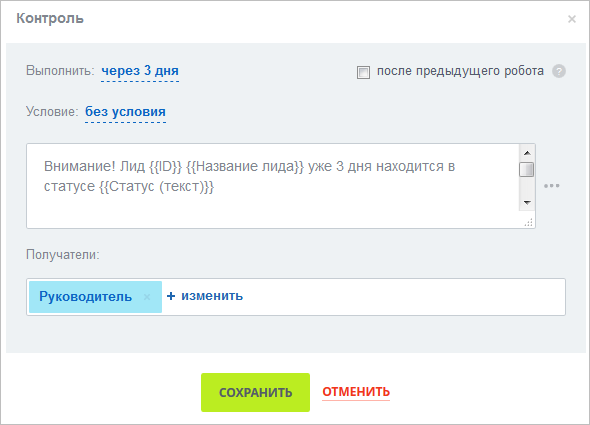 Контроль
Выполнить: через 3 дня
после предыдущего робота ?
Условие: без условия
Внимание! Лид {{ID}} {{Название лида}} уже 3 дня находится в
статусе {{Статус (текст)}}
Получатели:
Руководитель × + изменить
СОХРАНИТЬ ОТМЕНИТЬ